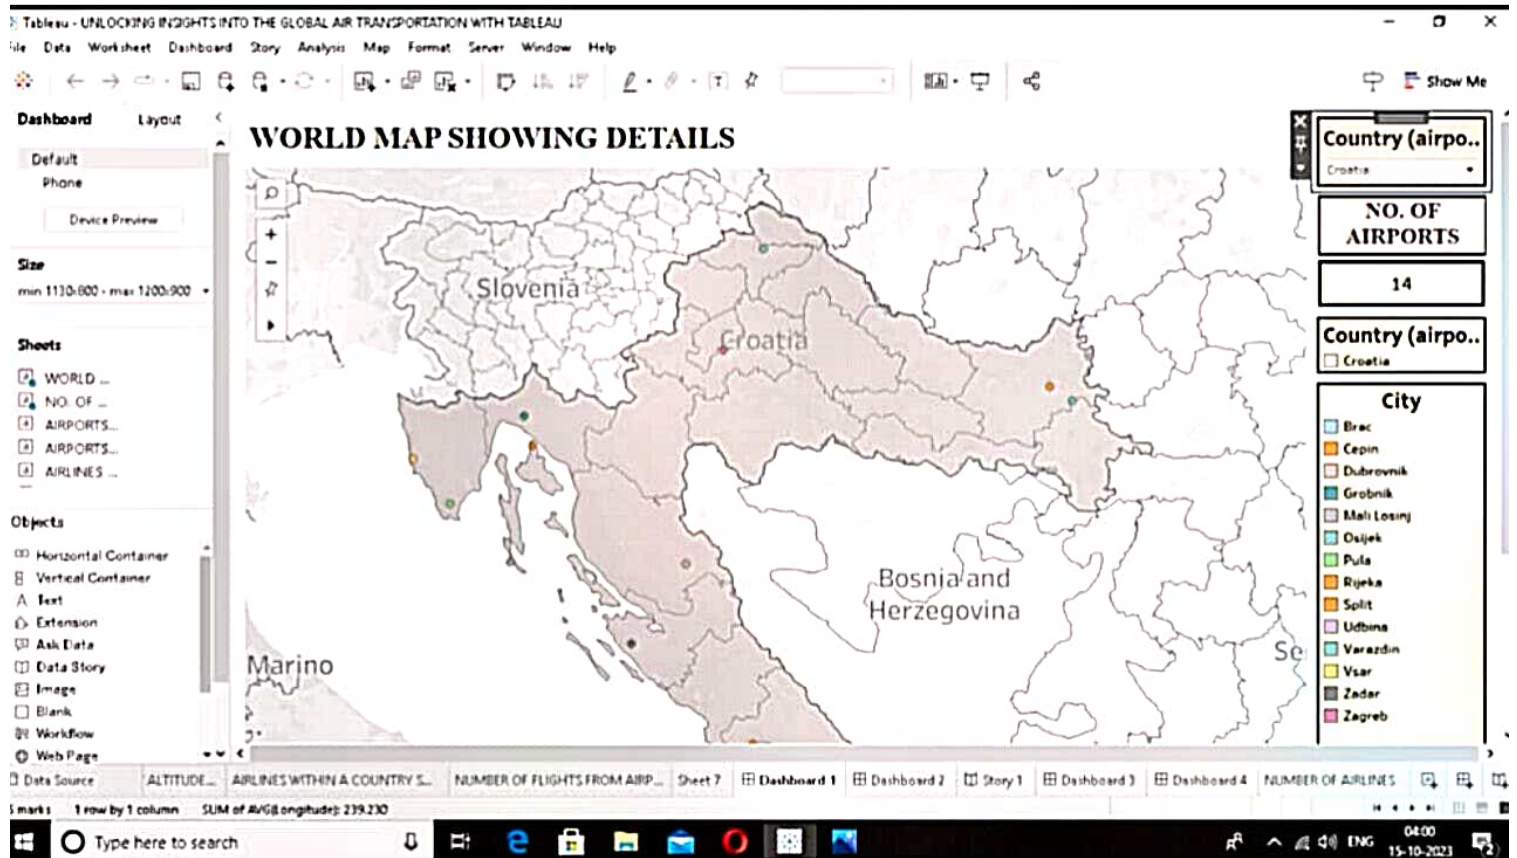 Tableau - UNLOCKING INSIGHTS INTO THE GLOBAL AIR TRANSPORTATION WITH TABLEAU
File Data Worksheet Dashboard Story Analysis Map Format Server Window Help
Show Me
Dashboard Layout
Default
Phone
Device Preview
Size
min 1130x800 - max 1200x900
Sheets
WORLD ...
NO. OF ...
AIRPORTS...
AIRPORTS...
AIRLINES ...
Objects
Horizontal Container
Vertical Container
Text
Extension
Ask Data
Data Story
Image
Blank
Workflow
Web Page
WORLD MAP SHOWING DETAILS
Slovenia
Croatia
Bosnia and
Herzegovina
Marino
Se
Country (airpo..
Croatia
NO. OF
AIRPORTS
14
Country (airpo..
Croatia
City
Brac
Cepin
Dubrovnik
Grobnik
Mali Losinj
Osijek
Pula
Rijeka
Split
Udbina
Varazdin
Vsar
Zadar
Zagreb
Data Source ALTITUDE... AIRLINES WITHIN A COUNTRY S... NUMBER OF FLIGHTS FROM AIRP... Sheet 7 Dashboard 1 Dashboard 2 Story 1 Dashboard 3 Dashboard 4 NUMBER OF AIRLINES
marks 1 row by 1 column SUM of AVG(Longitude): 239.230
Type here to search
ENG
04:00
15-10-2023
2